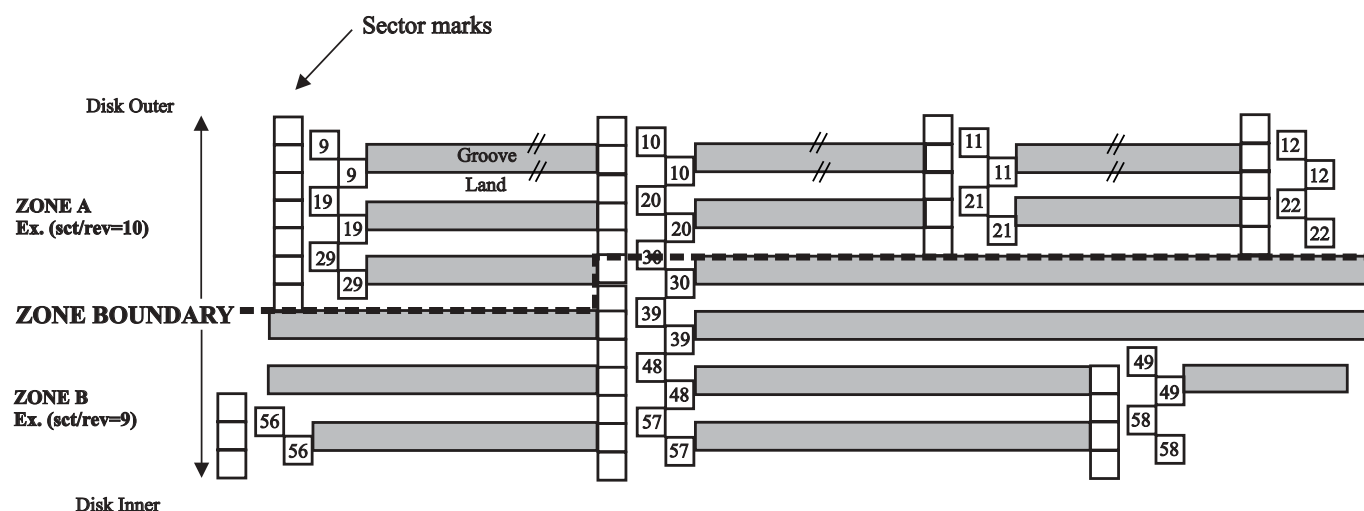 Sector marks
Disk Outer
9 10 11 12
Groove
9 10 11 12
Land
19 20 21 22
ZONE A
Ex. (sct/rev=10)
19 20 21 22
29 30
29 30
ZONE BOUNDARY
39
39
48 49
48 49
ZONE B
Ex. (sct/rev=9)
56 57 58
56 57 58
Disk Inner